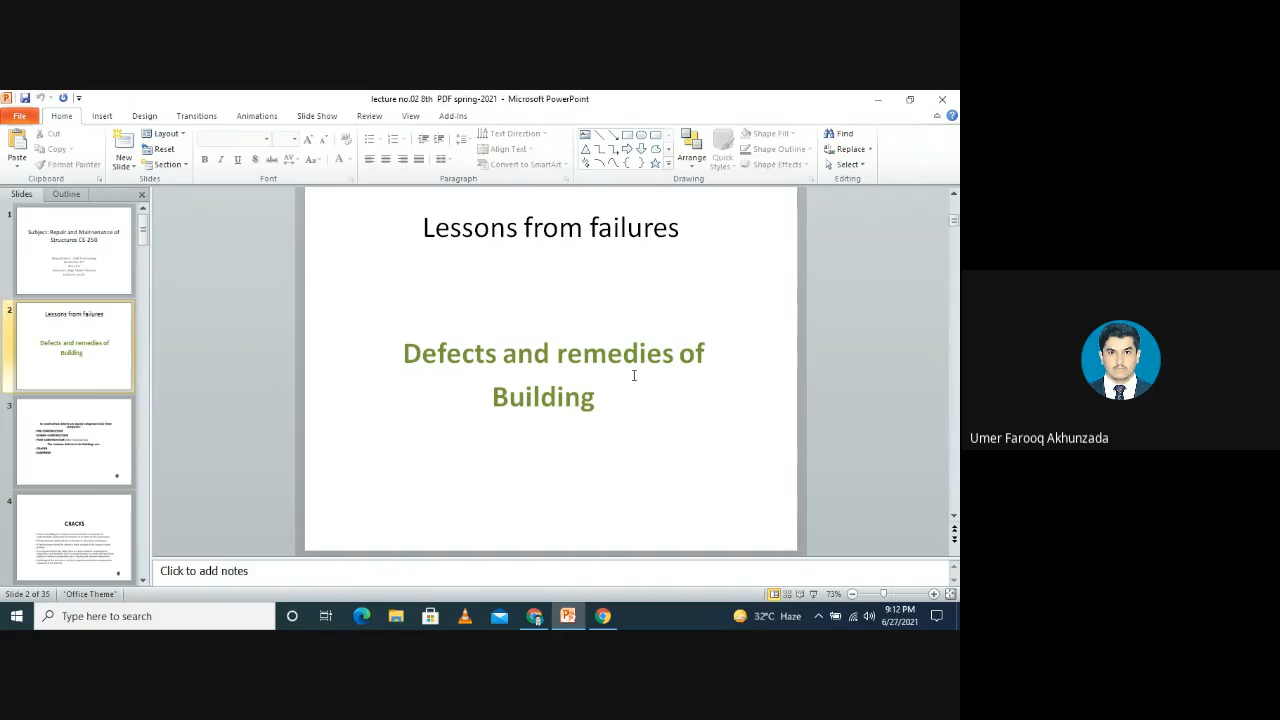 lecture no.02 8th PDF spring-2021 - Microsoft PowerPoint
File Home Insert Design Transitions Animations Slide Show Review View Add-Ins
Paste
Cut
Copy
Format Painter
Clipboard
New Slide
Layout
Reset
Section
Slides
Font
Text Direction
Align Text
Convert to SmartArt
Paragraph
Arrange
Quick Styles
Shape Fill
Shape Outline
Shape Effects
Drawing
Find
Replace
Select
Editing
Slides Outline
1
Subject: Repair and Maintenance of
Structures CE-250
2
Lessons from failures
Defects and remedies of
Building
3
4
CRACKS
Lessons from failures
Defects and remedies of
Building
Click to add notes
Slide 2 of 35 "Office Theme" 73%
Type here to search
32°C Haze
9:12 PM
6/27/2021
Umer Farooq Akhunzada